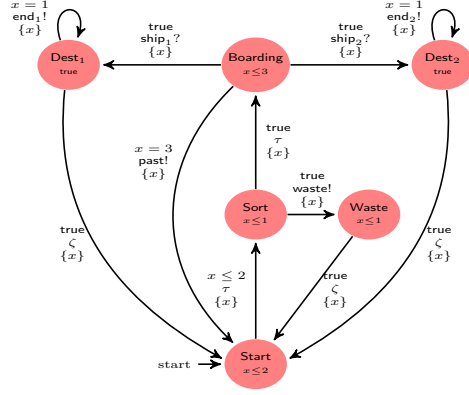 x = 1
end₁!
{x}
x = 1
end₂!
{x}
true
ship₁?
{x}
true
ship₂?
{x}
Dest₁
true
Boarding
x≤3
Dest₂
true
x = 3
past!
{x}
true
τ
{x}
true
waste!
{x}
Sort
x≤1
Waste
x≤1
true
ζ
{x}
x ≤ 2
τ
{x}
true
ζ
{x}
true
ζ
{x}
start
Start
x≤2